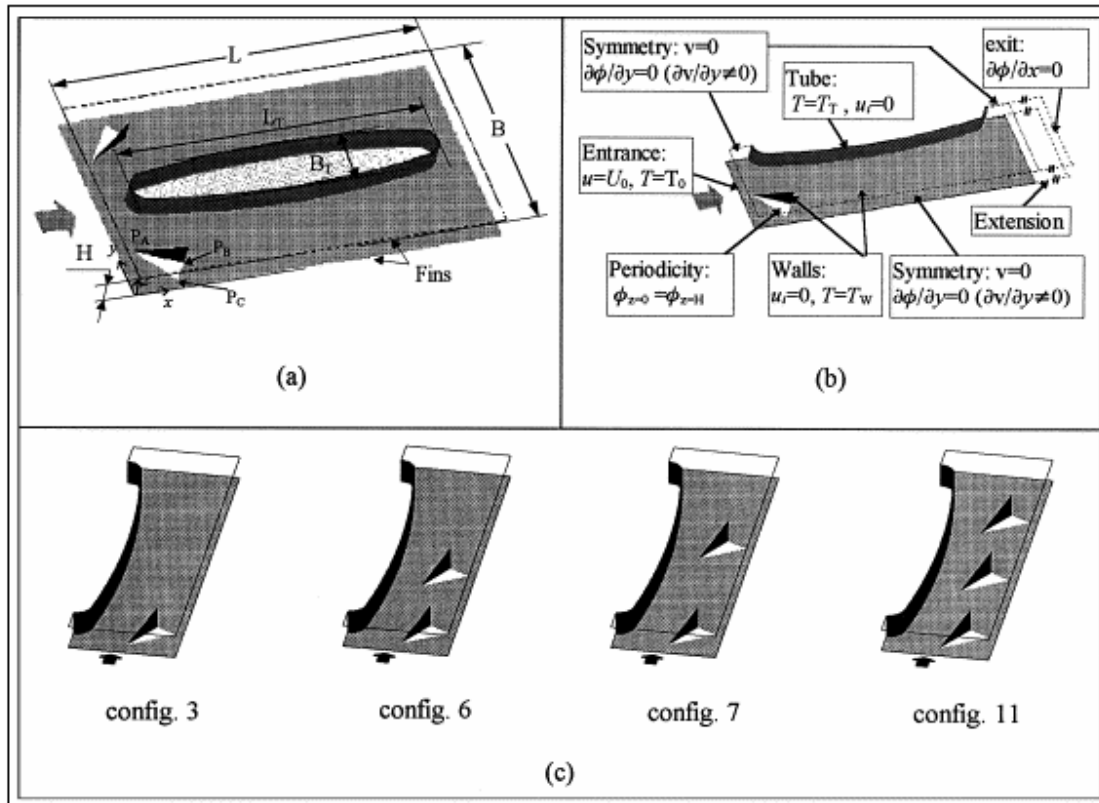 L
L_T
B
B_T
H
P_A
P_B
P_C
y
x
Fins
(a)
Symmetry: v=0
∂ϕ/∂y=0 (∂v/∂y≠0)
Tube:
T=T_T , u_i=0
exit:
∂ϕ/∂x=0
Entrance:
u=U_0, T=T_0
Extension
Periodicity:
ϕ_z=0 =ϕ_z=H
Walls:
u_i=0, T=T_W
Symmetry: v=0
∂ϕ/∂y=0 (∂v/∂y≠0)
(b)
config. 3
config. 6
config. 7
config. 11
(c)